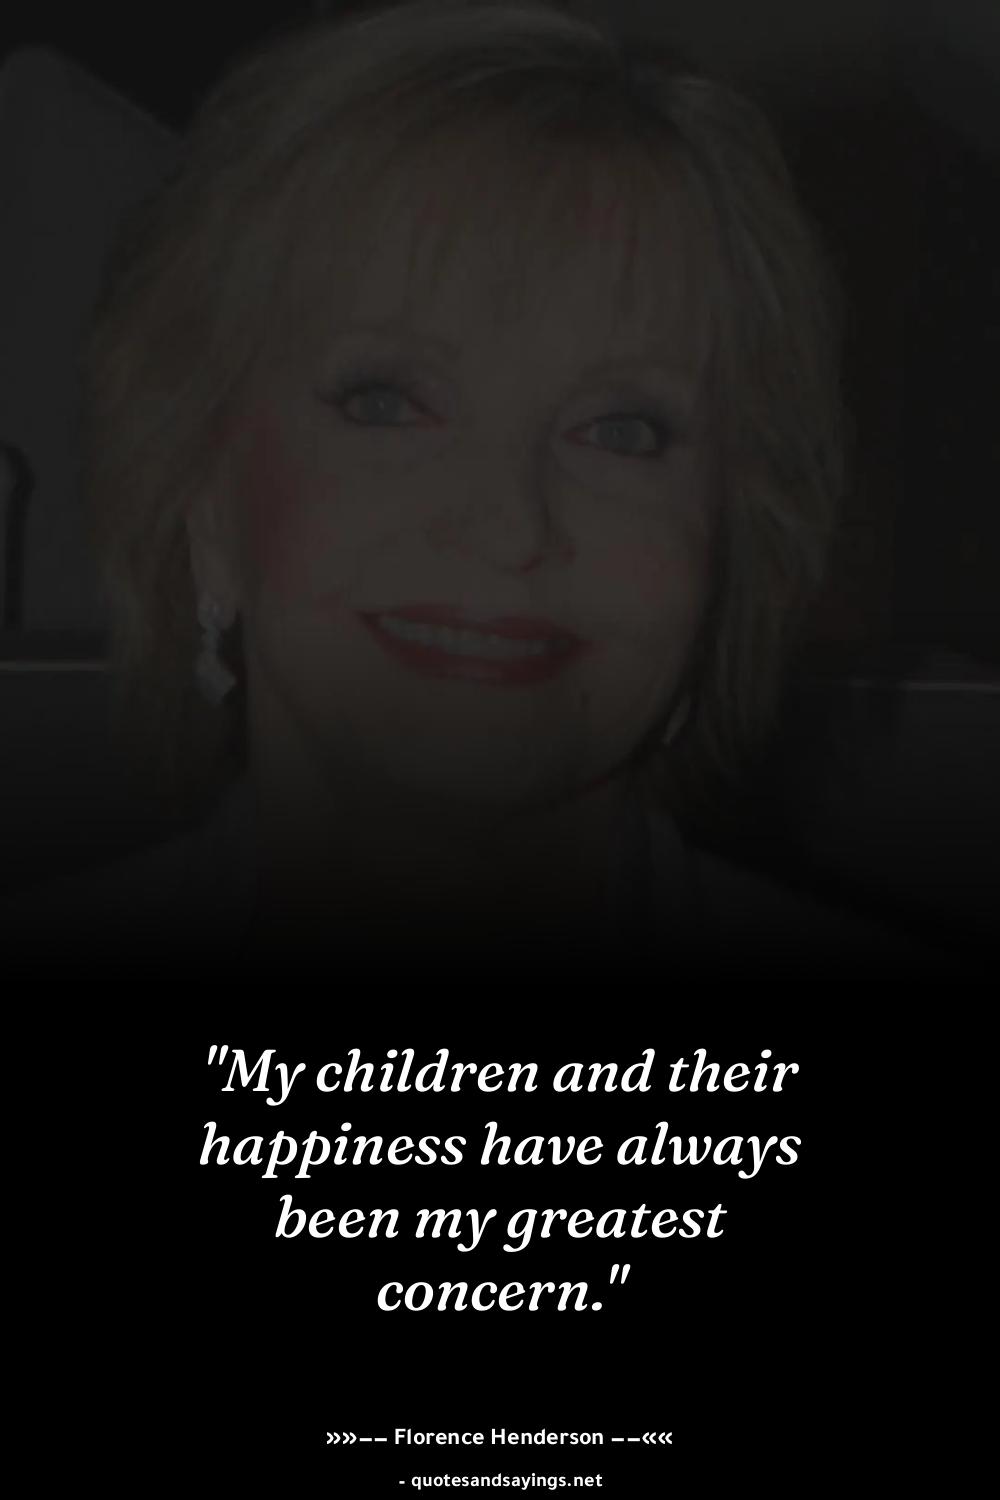 "My children and their
happiness have always
been my greatest
concern."
»»−− Florence Henderson −−««
- quotesandsayings.net